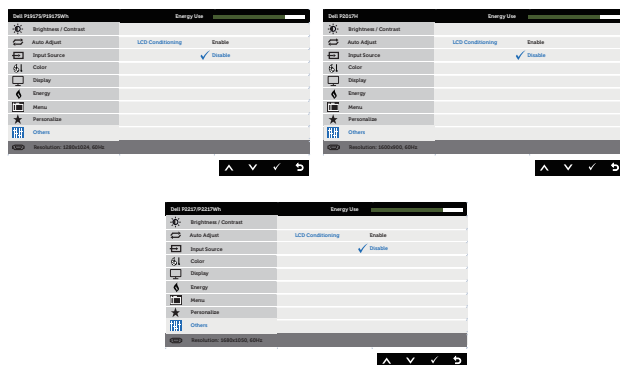 Dell P1917S/P1917SWh Energy Use
Brightness / Contrast
Auto Adjust LCD Conditioning Enable
Input Source Disable
Color
Display
Energy
Menu
Personalize
Others
Resolution: 1280x1024, 60Hz
Dell P2017H Energy Use
Brightness / Contrast
Auto Adjust LCD Conditioning Enable
Input Source Disable
Color
Display
Energy
Menu
Personalize
Others
Resolution: 1600x900, 60Hz
Dell P2217/P2217Wh Energy Use
Brightness / Contrast
Auto Adjust LCD Conditioning Enable
Input Source Disable
Color
Display
Energy
Menu
Personalize
Others
Resolution: 1680x1050, 60Hz